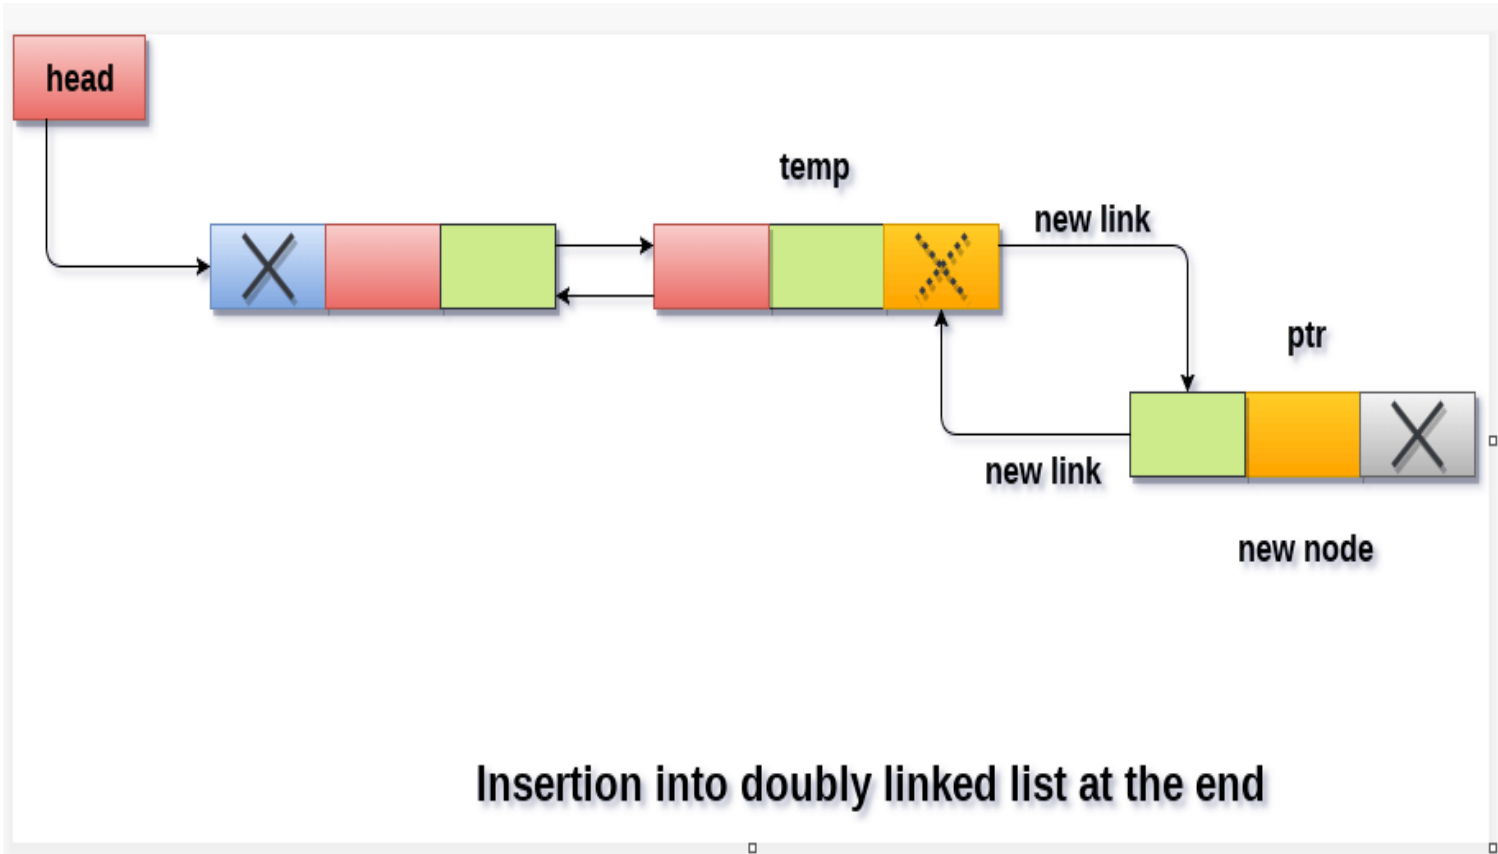 head
temp
new link
ptr
new link
new node
Insertion into doubly linked list at the end